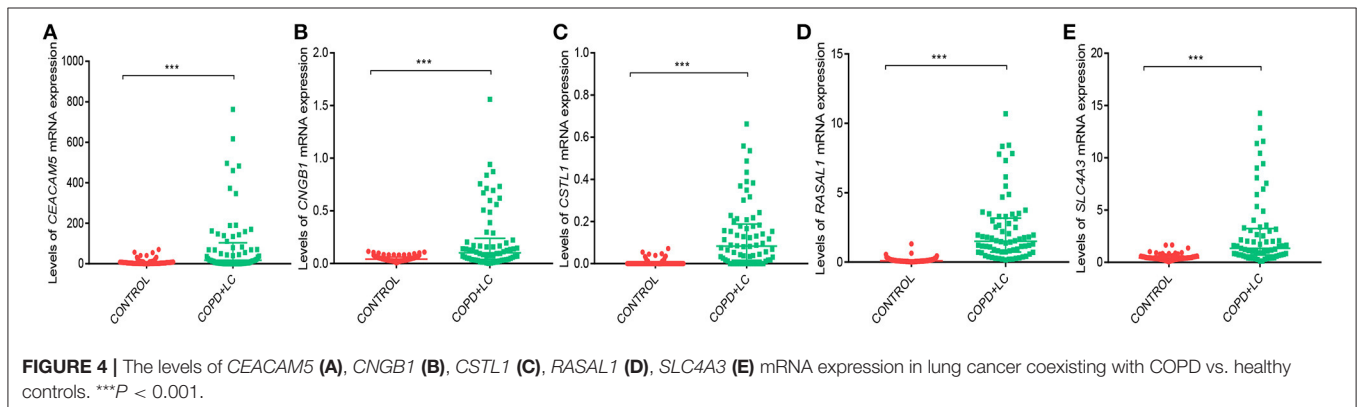 A
Levels of CEACAM5 mRNA expression
1000
800
600
400
200
0
***
CONTROL
COPD+LC
B
Levels of CNGB1 mRNA expression
2.0
1.5
1.0
0.5
0.0
***
CONTROL
COPD+LC
C
Levels of CSTL1 mRNA expression
1.0
0.8
0.6
0.4
0.2
0.0
***
CONTROL
COPD+LC
D
Levels of RASAL1 mRNA expression
15
10
5
0
***
CONTROL
COPD+LC
E
Levels of SLC4A3 mRNA expression
20
15
10
5
0
***
CONTROL
COPD+LC
FIGURE 4 | The levels of CEACAM5 (A), CNGB1 (B), CSTL1 (C), RASAL1 (D), SLC4A3 (E) mRNA expression in lung cancer coexisting with COPD vs. healthy
controls. ***P < 0.001.